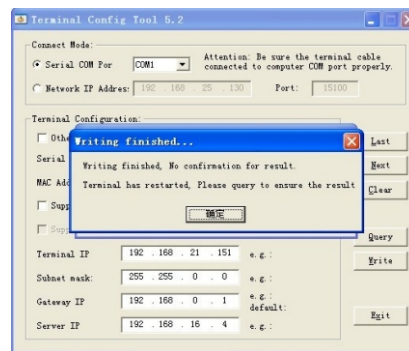 Terminal Config Tool 5.2
Connect Mode:
Serial COM Por COM1 Attention: Be sure the terminal cable
connected to computer COM port properly.
Network IP Addres: 192 . 168 . 25 . 130 Port: 15100
Terminal Configura
Othe
Writing finished...
Last
Serial
Writing finished, No confirmation for result.
Next
MAC Add
Terminal has restarted, Please query to ensure the result
Clear
Supp
确定
Supp
Query
Terminal IP 192 . 168 . 21 . 151 e.g.:
Write
Subnet mask: 255 . 255 . 0 . 0 e.g.:
Gateway IP 192 . 168 . 0 . 1 e.g.:
default:
Server IP 192 . 168 . 16 . 4 e.g.:
Exit